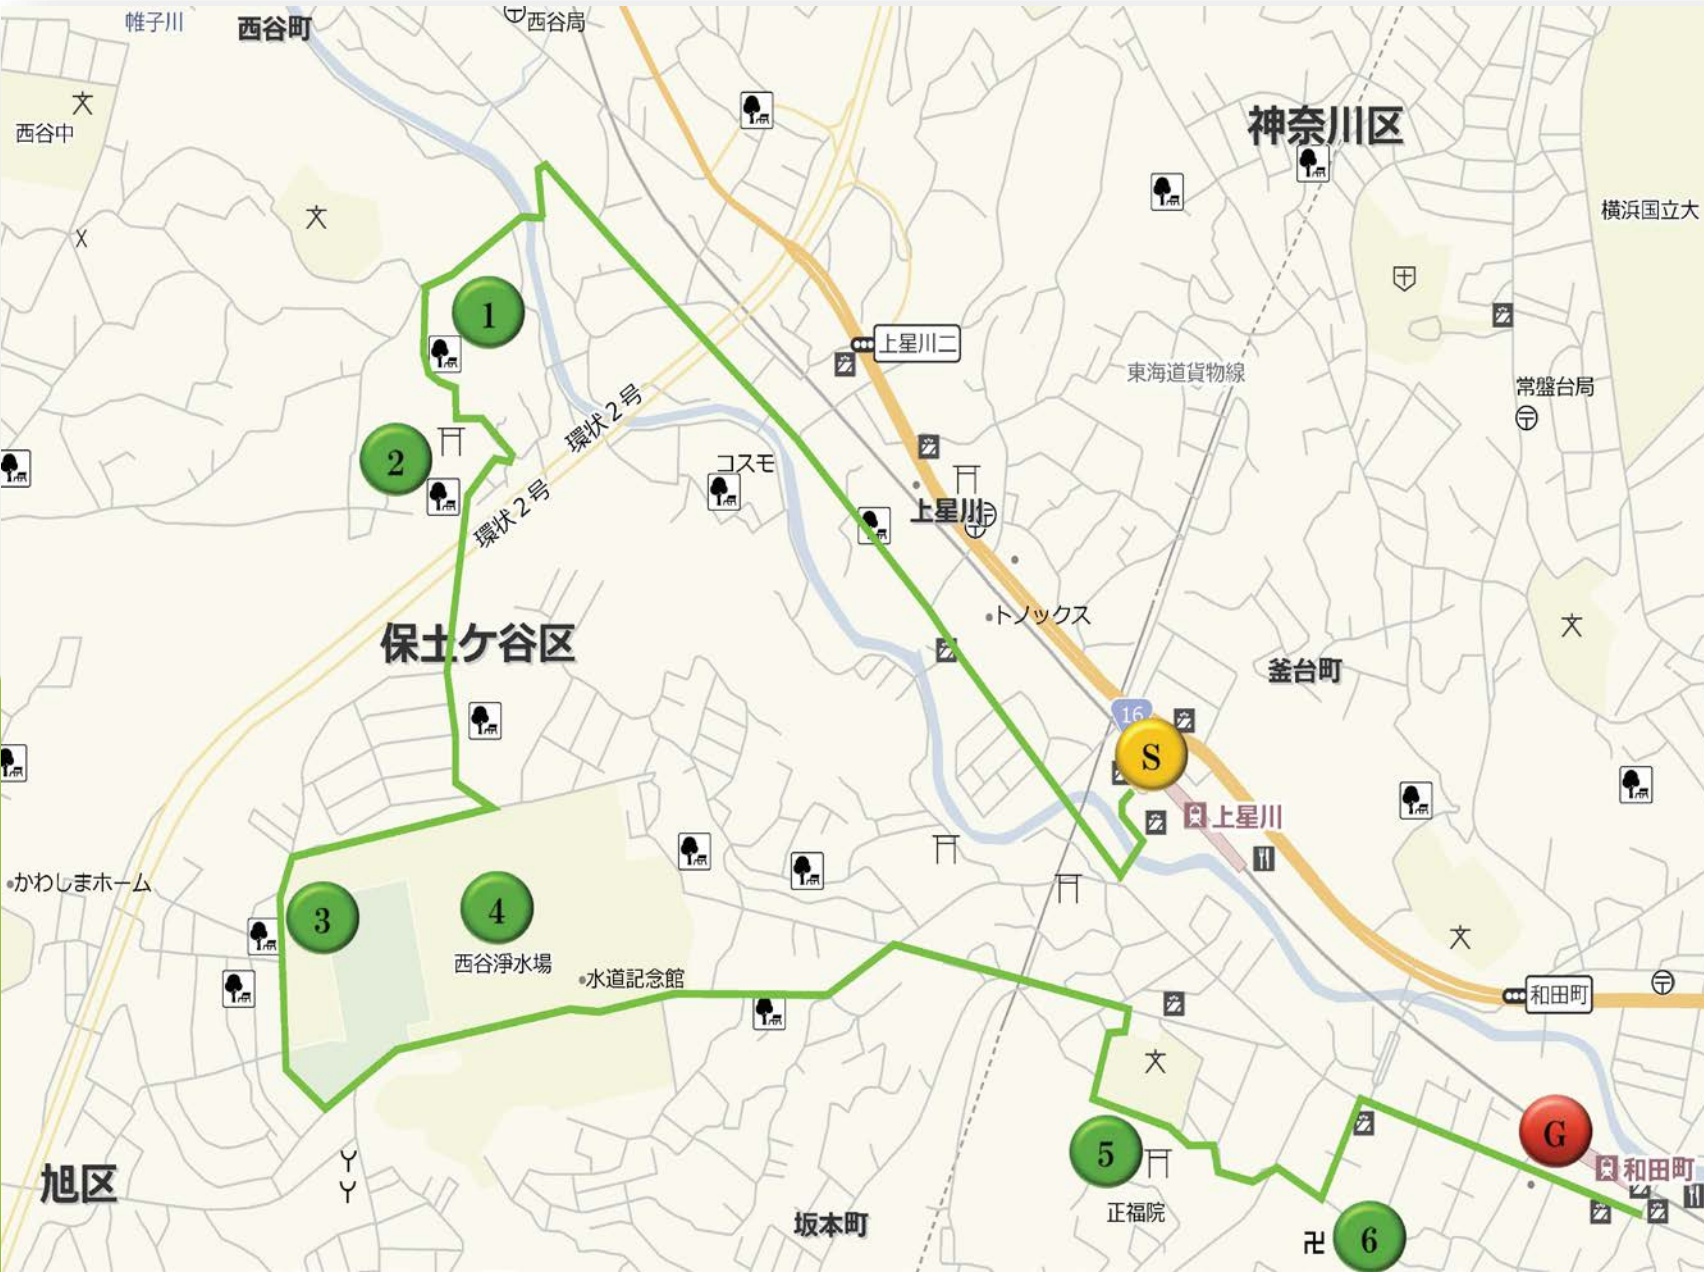 帷子川
西谷町
西谷局
西谷中
神奈川区
横浜国立大
1
上星川二
東海道貨物線
常盤台局
環状2号
2
コスモ
環状2号
上星川
トノックス
保土ケ谷区
釜台町
16
S
上星川
かわしまホーム
3
4
西谷浄水場
水道記念館
和田町
5
G
和田町
旭区
正福院
坂本町
6